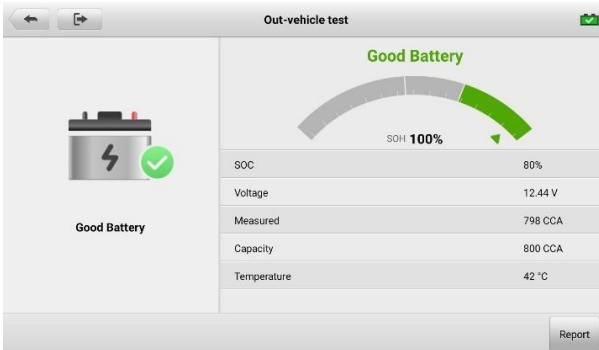 Out-vehicle test
Good Battery
Good Battery
SOH 100%
SOC 80%
Voltage 12.44 V
Measured 798 CCA
Capacity 800 CCA
Temperature 42 °C
Report